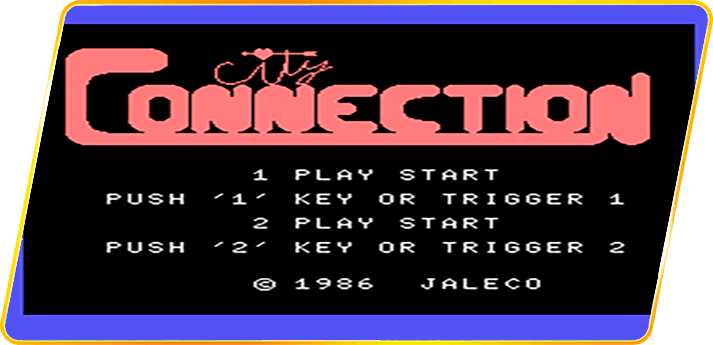 City
CONNECTION
1 PLAY START
PUSH '1' KEY OR TRIGGER 1
2 PLAY START
PUSH '2' KEY OR TRIGGER 2
© 1986 JALECO